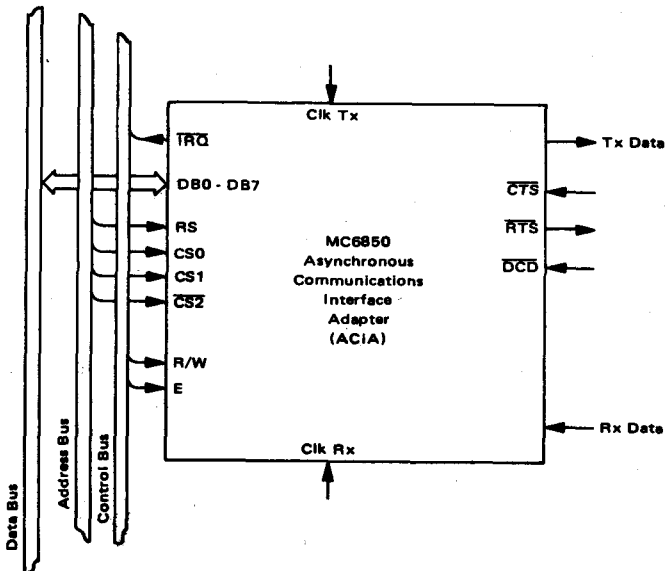 Clk Tx
IRQ
Tx Data
DB0 - DB7
CTS
RS
RTS
CS0
CS1
CS2
DCD
MC6850
Asynchronous
Communications
Interface
Adapter
(ACiA)
R/W
E
Rx Data
Clk Rx
Data Bus
Address Bus
Control Bus